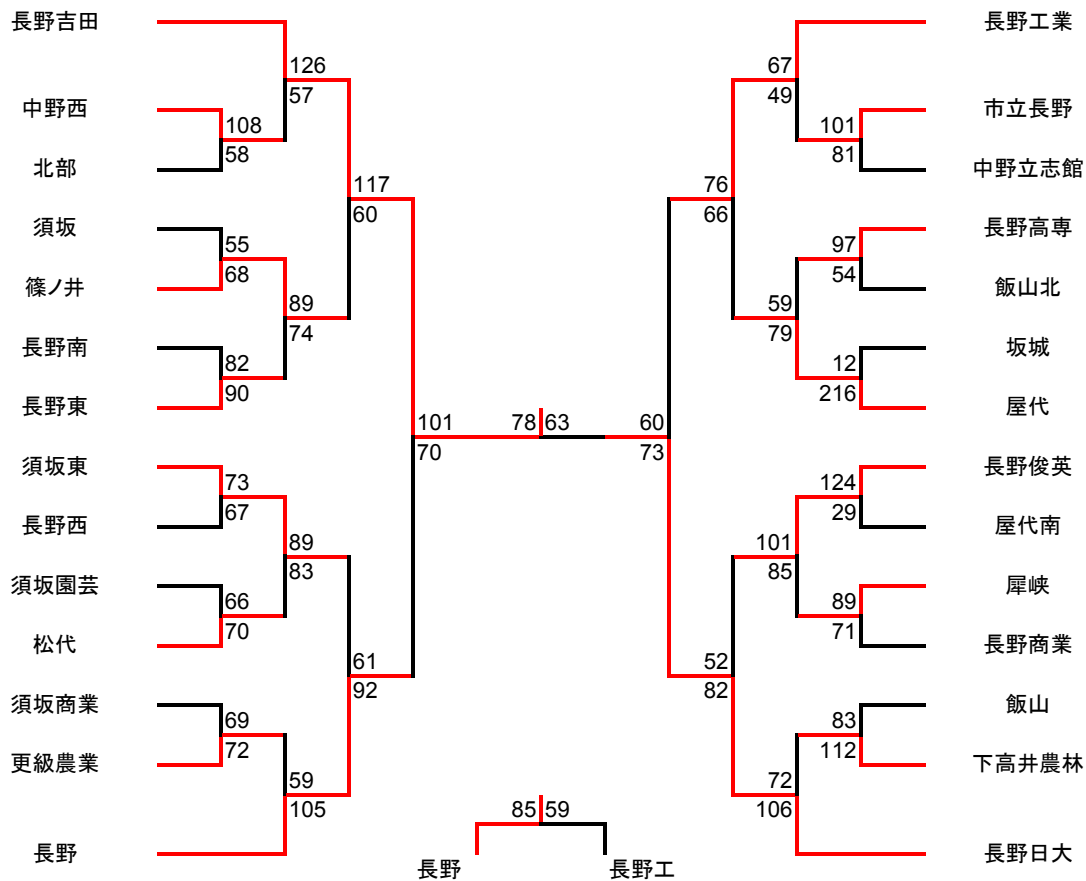 長野吉田
126
57
中野西
108
58
北部
117
60
須坂
55
68
篠ノ井
89
74
長野南
82
90
長野東
101
70
須坂東
73
67
長野西
89
83
須坂園芸
66
70
松代
61
92
須坂商業
69
72
更級農業
59
105
長野
78 63
85 59
長野 長野工
長野工業
67
49
市立長野
101
81
中野立志館
76
66
長野高専
97
54
飯山北
59
79
坂城
12
216
屋代
60
73
長野俊英
124
29
屋代南
101
85
犀峡
89
71
長野商業
52
82
飯山
83
112
下高井農林
72
106
長野日大